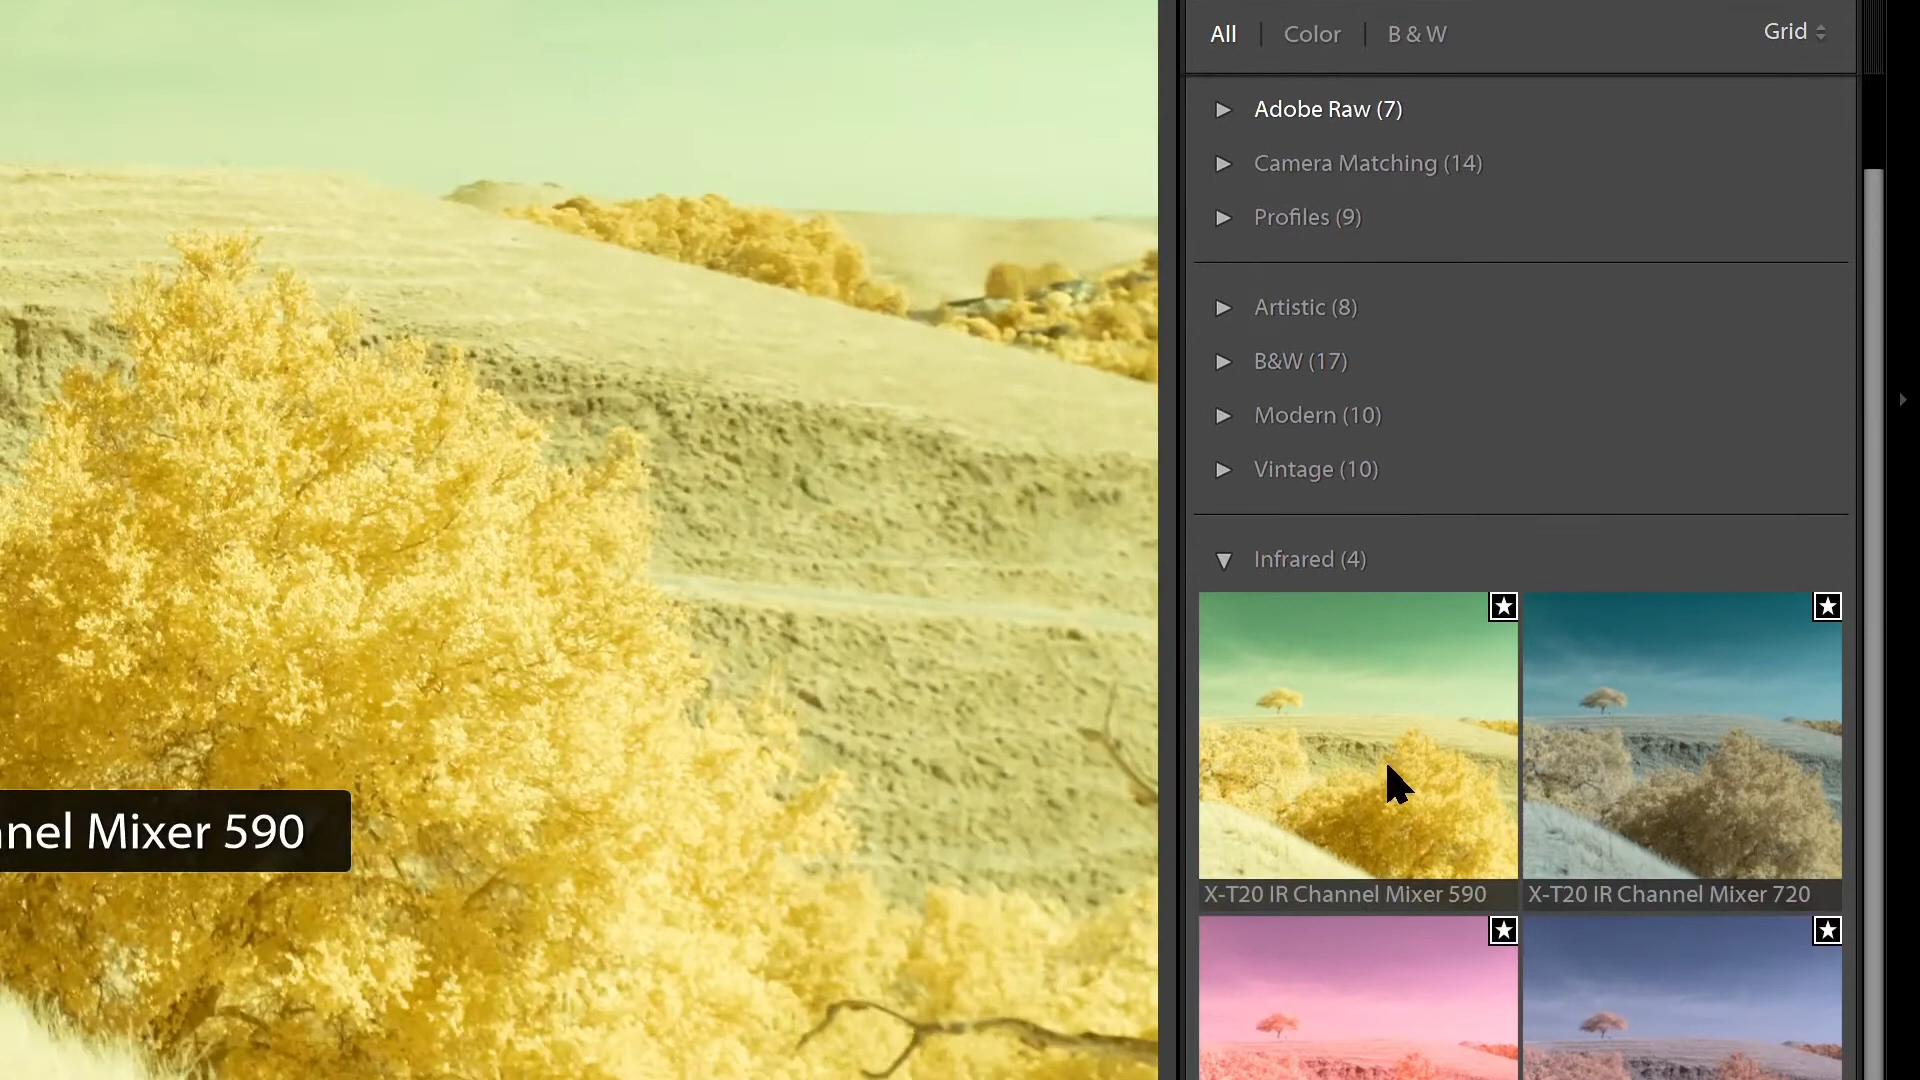 All | Color | B & W
Grid
Adobe Raw (7)
Camera Matching (14)
Profiles (9)
Artistic (8)
B&W (17)
Modern (10)
Vintage (10)
Infrared (4)
X-T20 IR Channel Mixer 590
X-T20 IR Channel Mixer 720
nnel Mixer 590